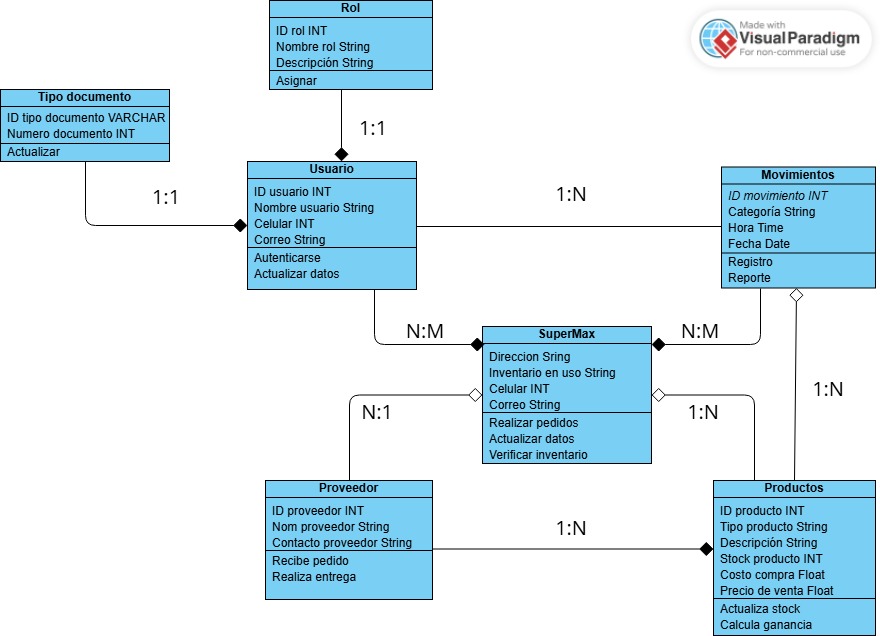 Rol
ID rol INT
Nombre rol String
Descripción String
Asignar
Made with
Visual Paradigm
For non-commercial use
Tipo documento
ID tipo documento VARCHAR
Numero documento INT
Actualizar
1:1
1:1
Usuario
ID usuario INT
Nombre usuario String
Celular INT
Correo String
Autenticarse
Actualizar datos
1:N
Movimientos
ID movimiento INT
Categoría String
Hora Time
Fecha Date
Registro
Reporte
N:M
N:M
SuperMax
Direccion Sring
Inventario en uso String
Celular INT
Correo String
Realizar pedidos
Actualizar datos
Verificar inventario
N:1
1:N
1:N
Proveedor
ID proveedor INT
Nom proveedor String
Contacto proveedor String
Recibe pedido
Realiza entrega
1:N
Productos
ID producto INT
Tipo producto String
Descripción String
Stock producto INT
Costo compra Float
Precio de venta Float
Actualiza stock
Calcula ganancia